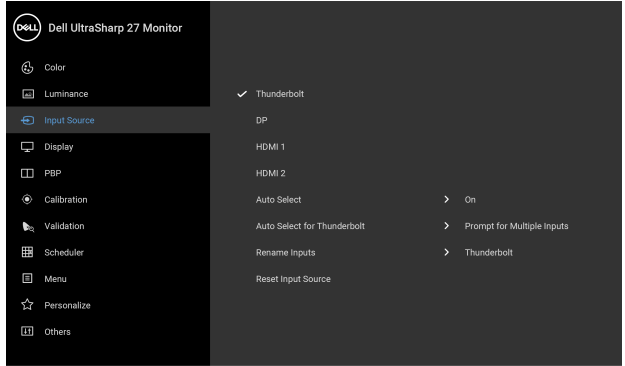 DELL Dell UltraSharp 27 Monitor
Color
Luminance
Thunderbolt
Input Source
DP
Display
HDMI 1
PBP
HDMI 2
Calibration
Auto Select
On
Validation
Auto Select for Thunderbolt
Prompt for Multiple Inputs
Scheduler
Rename Inputs
Thunderbolt
Menu
Reset Input Source
Personalize
Others